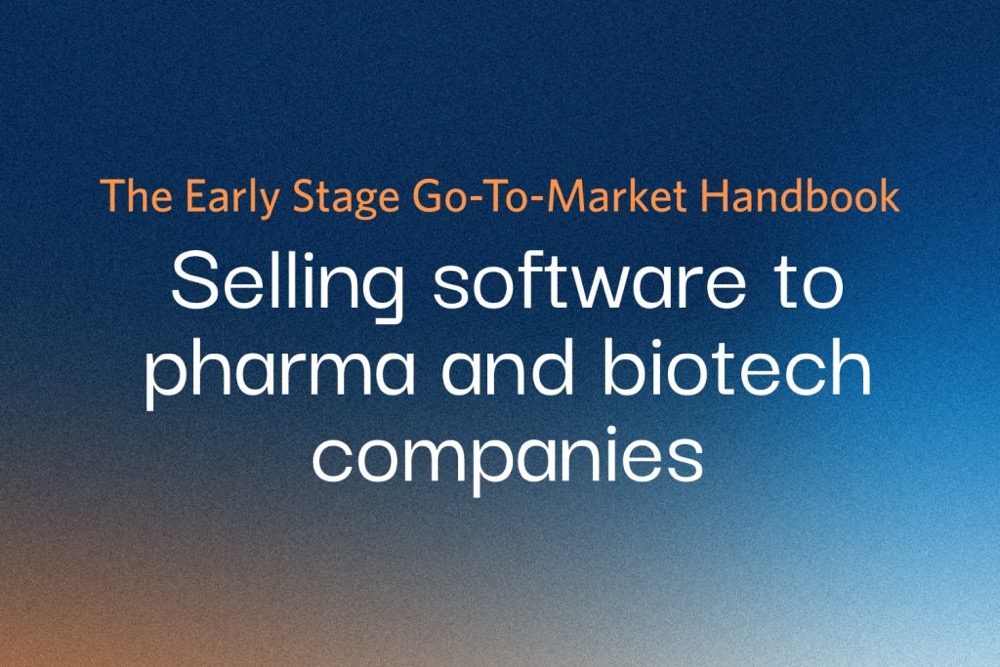 The Early Stage Go-To-Market Handbook
Selling software to
pharma and biotech
companies